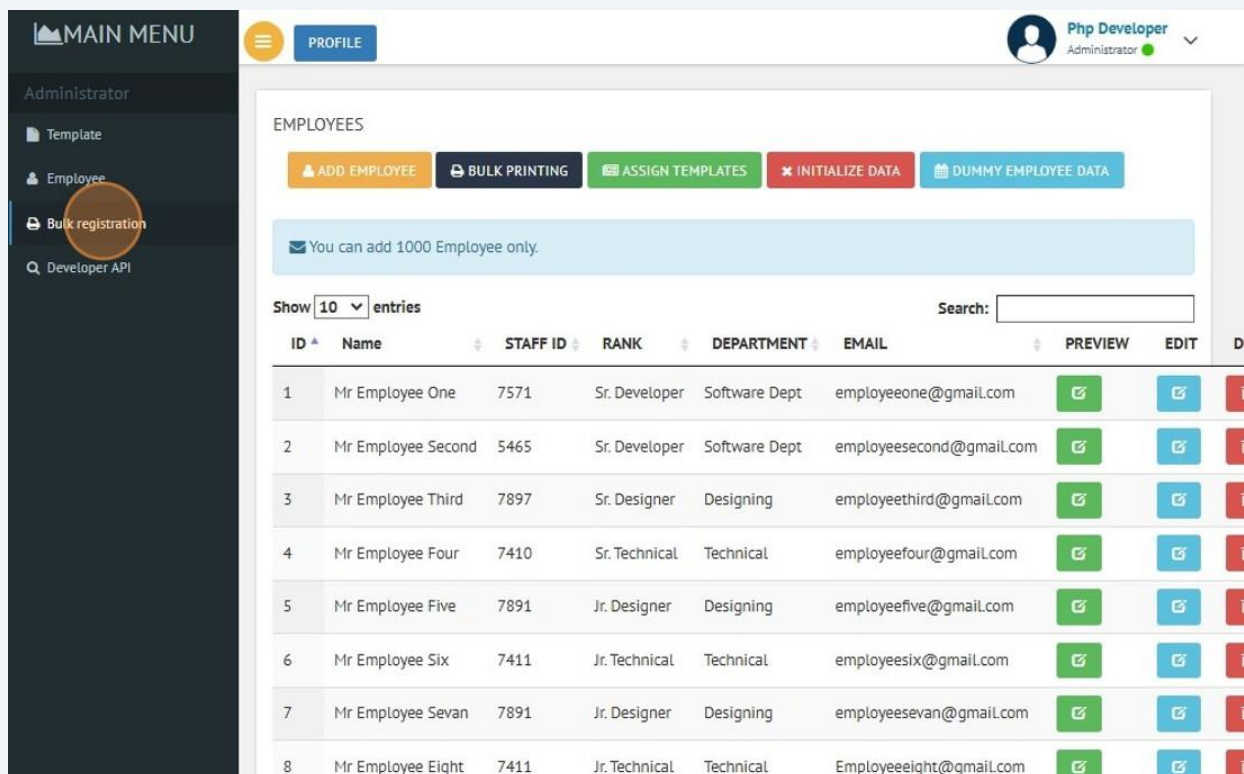 MAIN MENU
PROFILE
Php Developer
Administrator
Administrator
Template
Employee
Bulk registration
Developer API
EMPLOYEES
ADD EMPLOYEE BULK PRINTING ASSIGN TEMPLATES INITIALIZE DATA DUMMY EMPLOYEE DATA
You can add 1000 Employee only.
Show 10 entries Search:
ID Name STAFF ID RANK DEPARTMENT EMAIL PREVIEW EDIT D
1 Mr Employee One 7571 Sr. Developer Software Dept employeeone@gmail.com
2 Mr Employee Second 5465 Sr. Developer Software Dept employeesecond@gmail.com
3 Mr Employee Third 7897 Sr. Designer Designing employeethird@gmail.com
4 Mr Employee Four 7410 Sr. Technical Technical employeefour@gmail.com
5 Mr Employee Five 7891 Jr. Designer Designing employeefive@gmail.com
6 Mr Employee Six 7411 Jr. Technical Technical employeesix@gmail.com
7 Mr Employee Sevan 7891 Jr. Designer Designing employeesevan@gmail.com
8 Mr Employee Eight 7411 Jr. Technical Technical Employeeeight@gmail.com